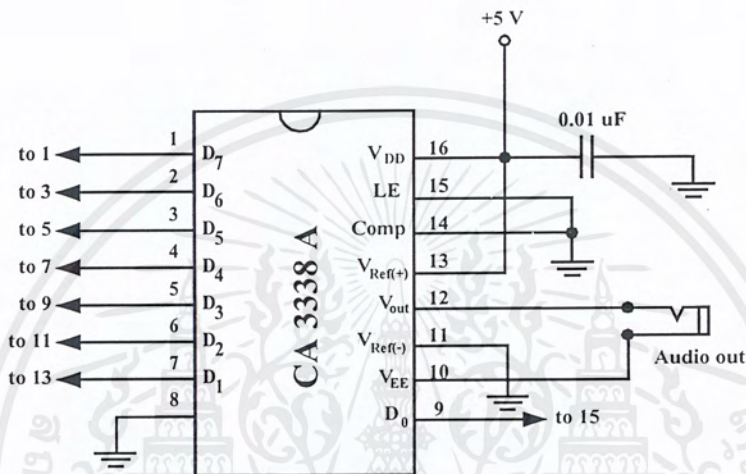 +5 V
0.01 uF
to 1 1 D7 VDD 16
to 3 2 D6 LE 15
to 5 3 D5 Comp 14
to 7 4 D4 VRef(+) 13
to 9 5 D3 Vout 12
to 11 6 D2 VRef(-) 11
to 13 7 D1 VEE 10
8 D0 9 to 15
CA 3338 A
Audio out